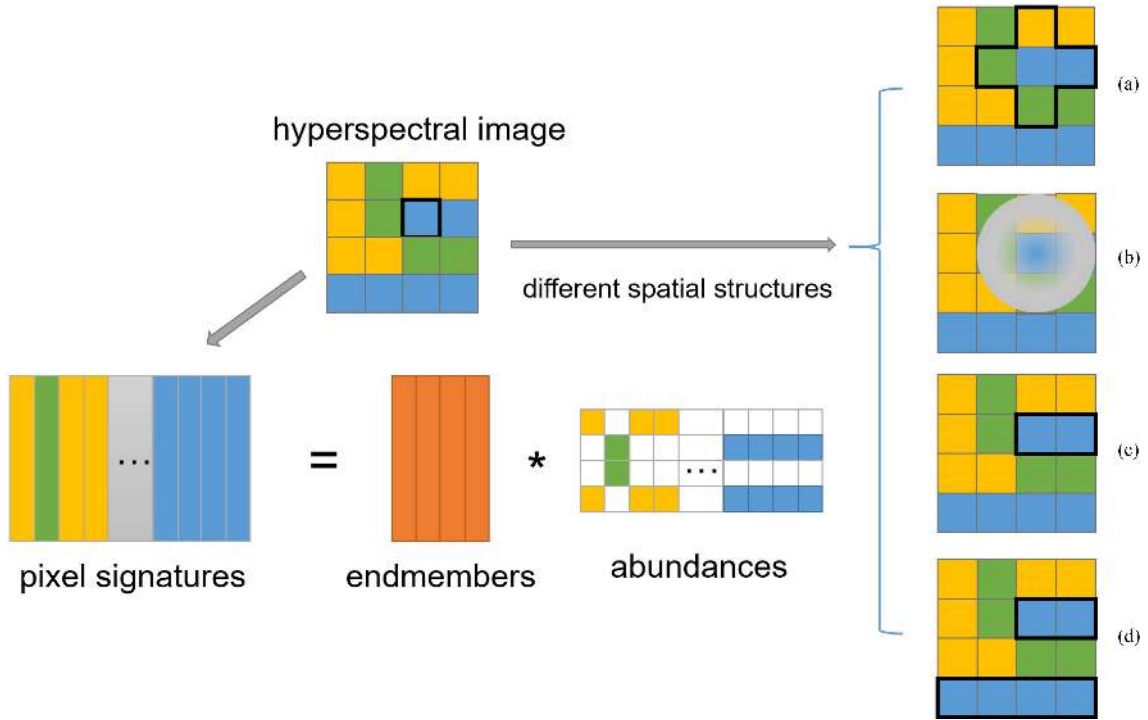 hyperspectral image
different spatial structures
...
=
*
...
pixel signatures
endmembers
abundances
(a)
(b)
(c)
(d)